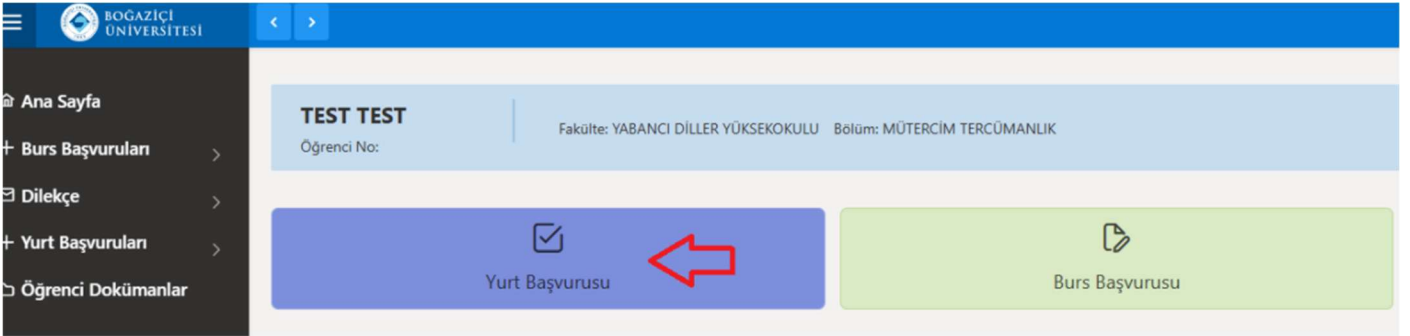 BOĞAZİÇİ
ÜNİVERSİTESİ
Ana Sayfa
Burs Başvuruları
Dilekçe
Yurt Başvuruları
Öğrenci Dokümanlar
TEST TEST
Öğrenci No:
Fakülte: YABANCI DİLLER YÜKSEKOKULU Bölüm: MÜTERCİM TERCÜMANLIK
Yurt Başvurusu
Burs Başvurusu